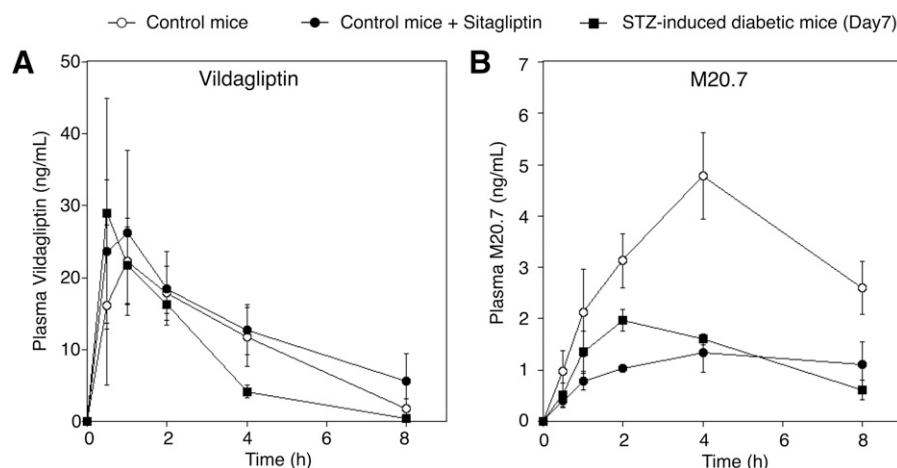 Control mice Control mice + Sitagliptin STZ-induced diabetic mice (Day7)
A B
Vildagliptin
M20.7
Plasma Vildagliptin (ng/mL)
50
40
30
20
10
0
0 2 4 6 8
Time (h)
Plasma M20.7 (ng/mL)
7
6
5
4
3
2
1
0
0 2 4 6 8
Time (h)